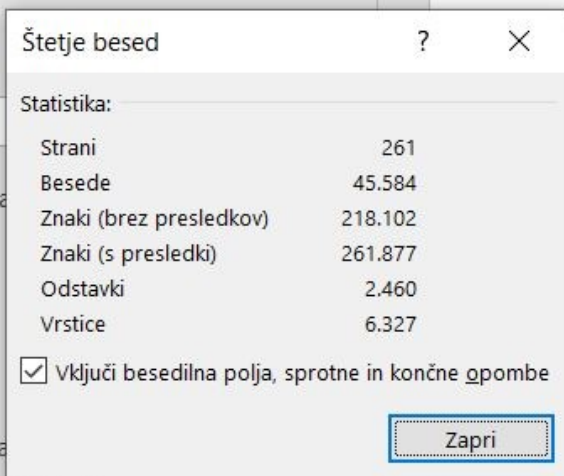 Štetje besed ? ×
Statistika:
Strani 261
Besede 45.584
Znaki (brez presledkov) 218.102
Znaki (s presledki) 261.877
Odstavki 2.460
Vrstice 6.327
Vključi besedilna polja, sprotne in končne opombe
Zapri